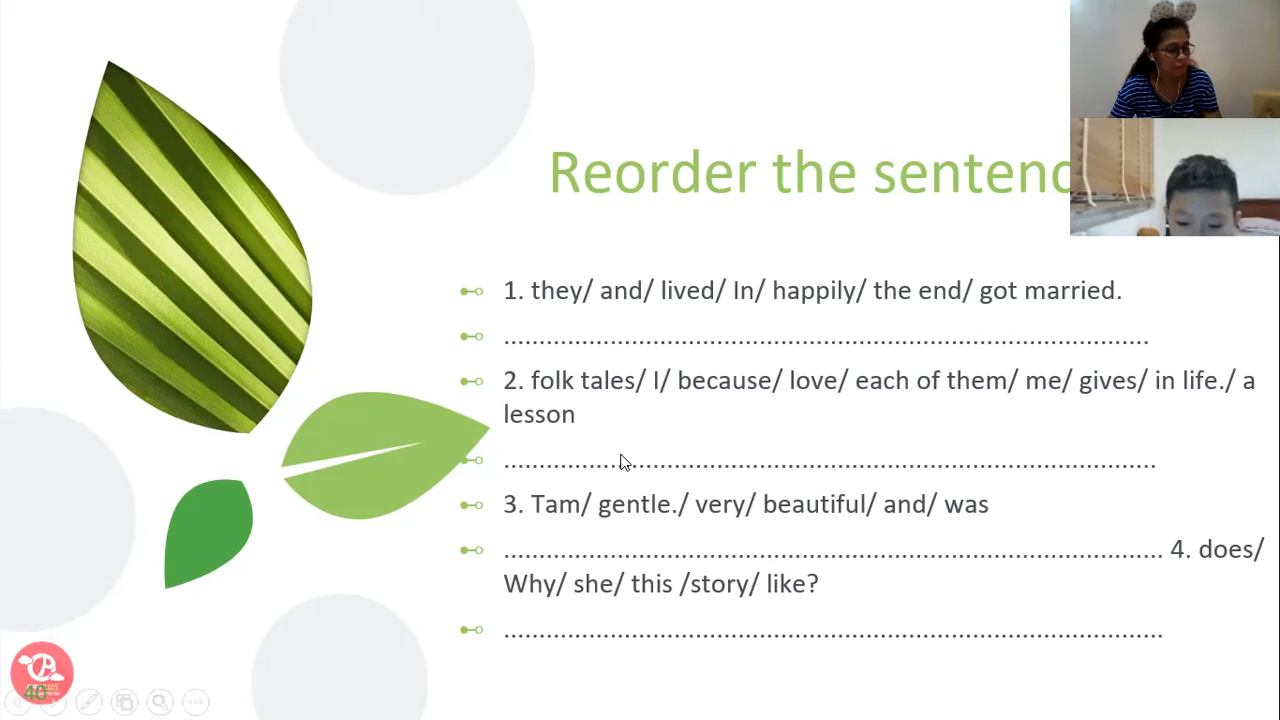 Reorder the sentenc
1. they/ and/ lived/ In/ happily/ the end/ got married.
..........................................................................................
2. folk tales/ I/ because/ love/ each of them/ me/ gives/ in life./ a
lesson
...........................................................................................
3. Tam/ gentle./ very/ beautiful/ and/ was
............................................................................................ 4. does/
Why/ she/ this /story/ like?
............................................................................................
40